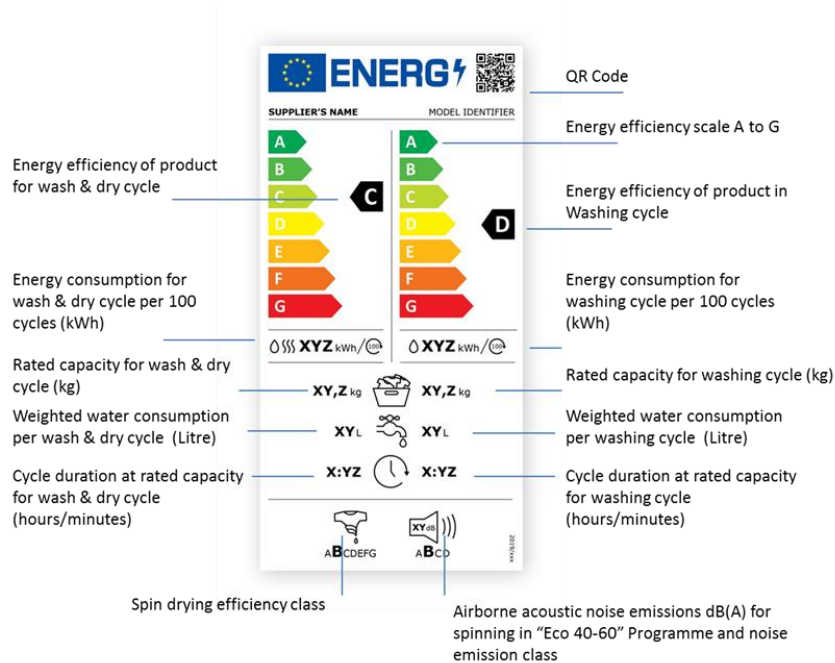 ENERG
QR Code
SUPPLIER'S NAME MODEL IDENTIFIER
Energy efficiency scale A to G
A A
B B
Energy efficiency of product
for wash & dry cycle
C C C
Energy efficiency of product in
Washing cycle
D D D
E E
F F
G G
Energy consumption for
wash & dry cycle per 100
cycles (kWh)
Energy consumption for
washing cycle per 100 cycles
(kWh)
XYZ kWh/100 XYZ kWh/100
Rated capacity for wash & dry
cycle (kg)
XY,Z kg XY,Z kg
Rated capacity for washing cycle (kg)
Weighted water consumption
per wash & dry cycle (Litre)
XY L XY L
Weighted water consumption
per washing cycle (Litre)
Cycle duration at rated capacity
for wash & dry cycle
(hours/minutes)
X:YZ X:YZ
Cycle duration at rated capacity
for washing cycle
(hours/minutes)
XY dB
ABCDEFG ABCD
2019/xxx
Spin drying efficiency class
Airborne acoustic noise emissions dB(A) for
spinning in “Eco 40-60” Programme and noise
emission class